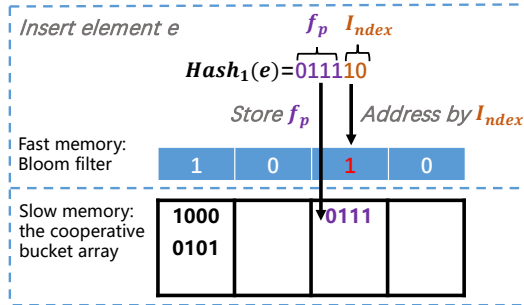 Insert element e
f_p I_ndex
Hash_1(e)=011110
Store f_p Address by I_ndex
Fast memory:
Bloom filter
1 0 1 0
Slow memory:
the cooperative
bucket array
1000 0111
0101